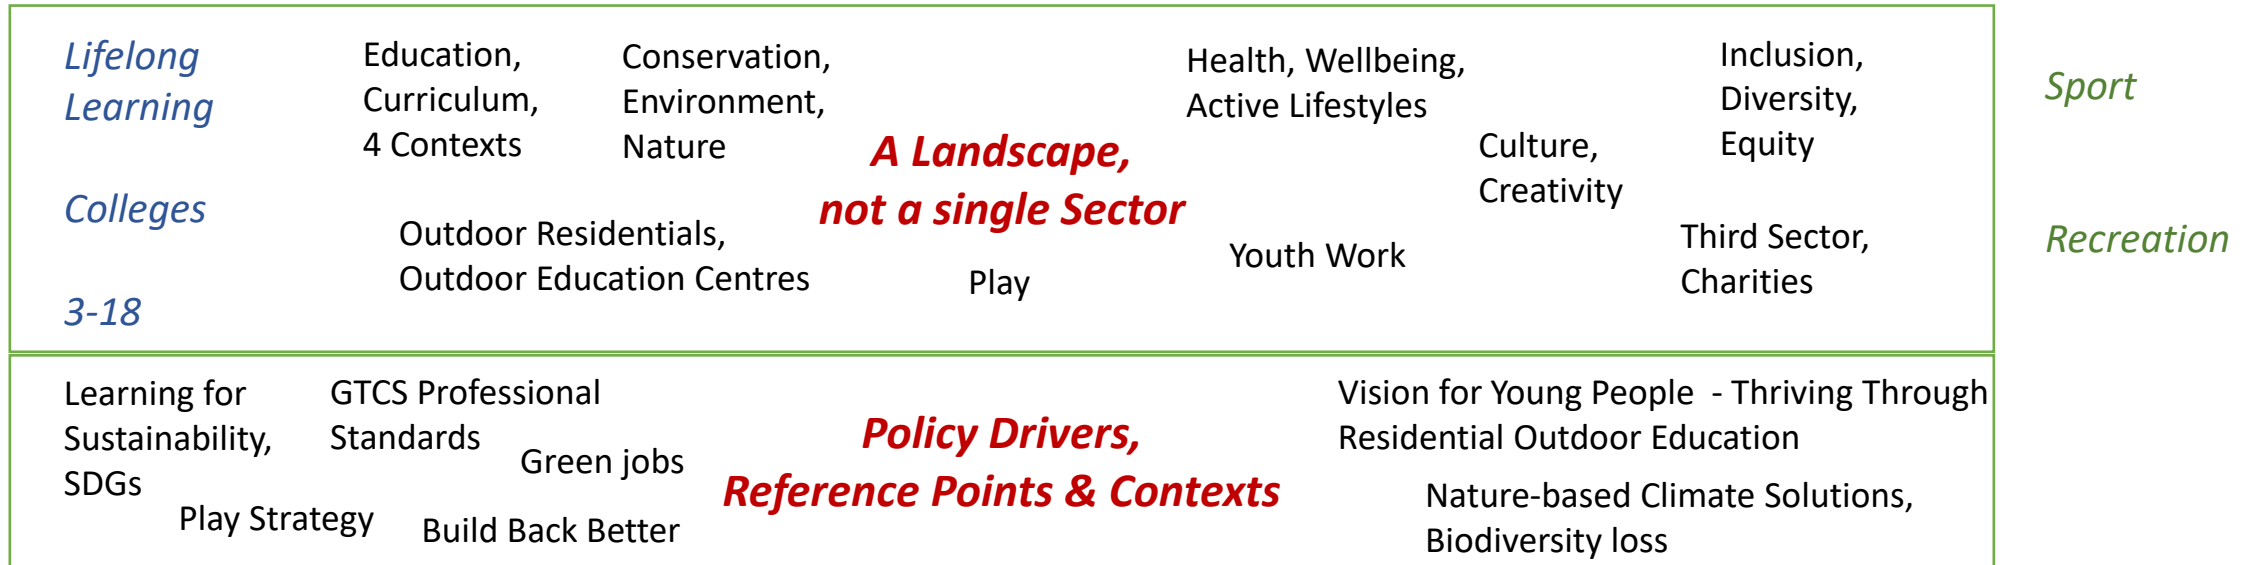 Lifelong
Learning
Colleges
3-18
Education,
Curriculum,
4 Contexts
Conservation,
Environment,
Nature
Outdoor Residentials,
Outdoor Education Centres
A Landscape,
not a single Sector
Play
Health, Wellbeing,
Active Lifestyles
Youth Work
Culture,
Creativity
Inclusion,
Diversity,
Equity
Third Sector,
Charities
Sport
Recreation
Learning for
Sustainability,
SDGs
GTCS Professional
Standards
Green jobs
Play Strategy
Build Back Better
Policy Drivers,
Reference Points & Contexts
Vision for Young People  - Thriving Through
Residential Outdoor Education
Nature-based Climate Solutions,
Biodiversity loss